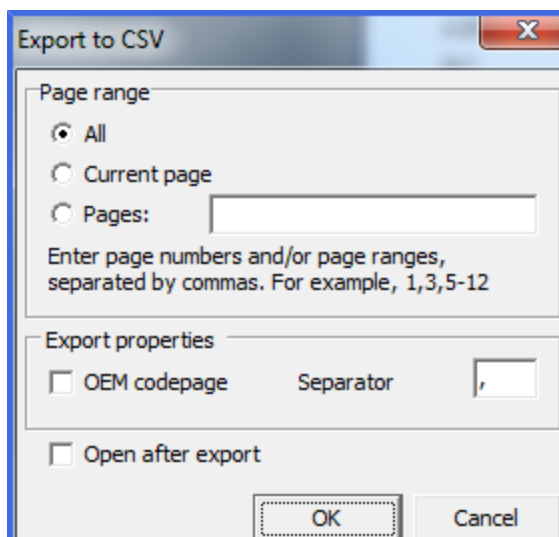 Export to CSV
Page range
All
Current page
Pages:
Enter page numbers and/or page ranges,
separated by commas. For example, 1,3,5-12
Export properties
OEM codepage Separator ,
Open after export
OK Cancel